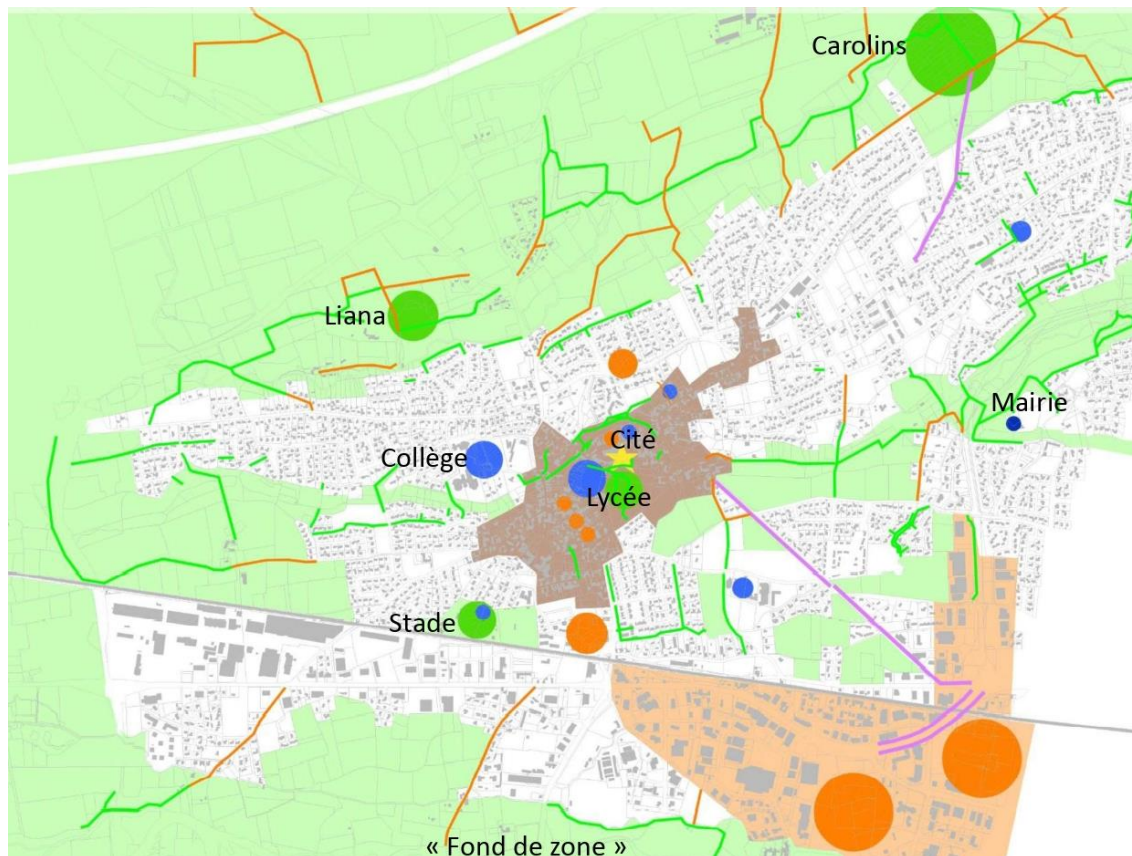 Carolins
Liana
Mairie
Cité
Collège
Lycée
Stade
« Fond de zone »